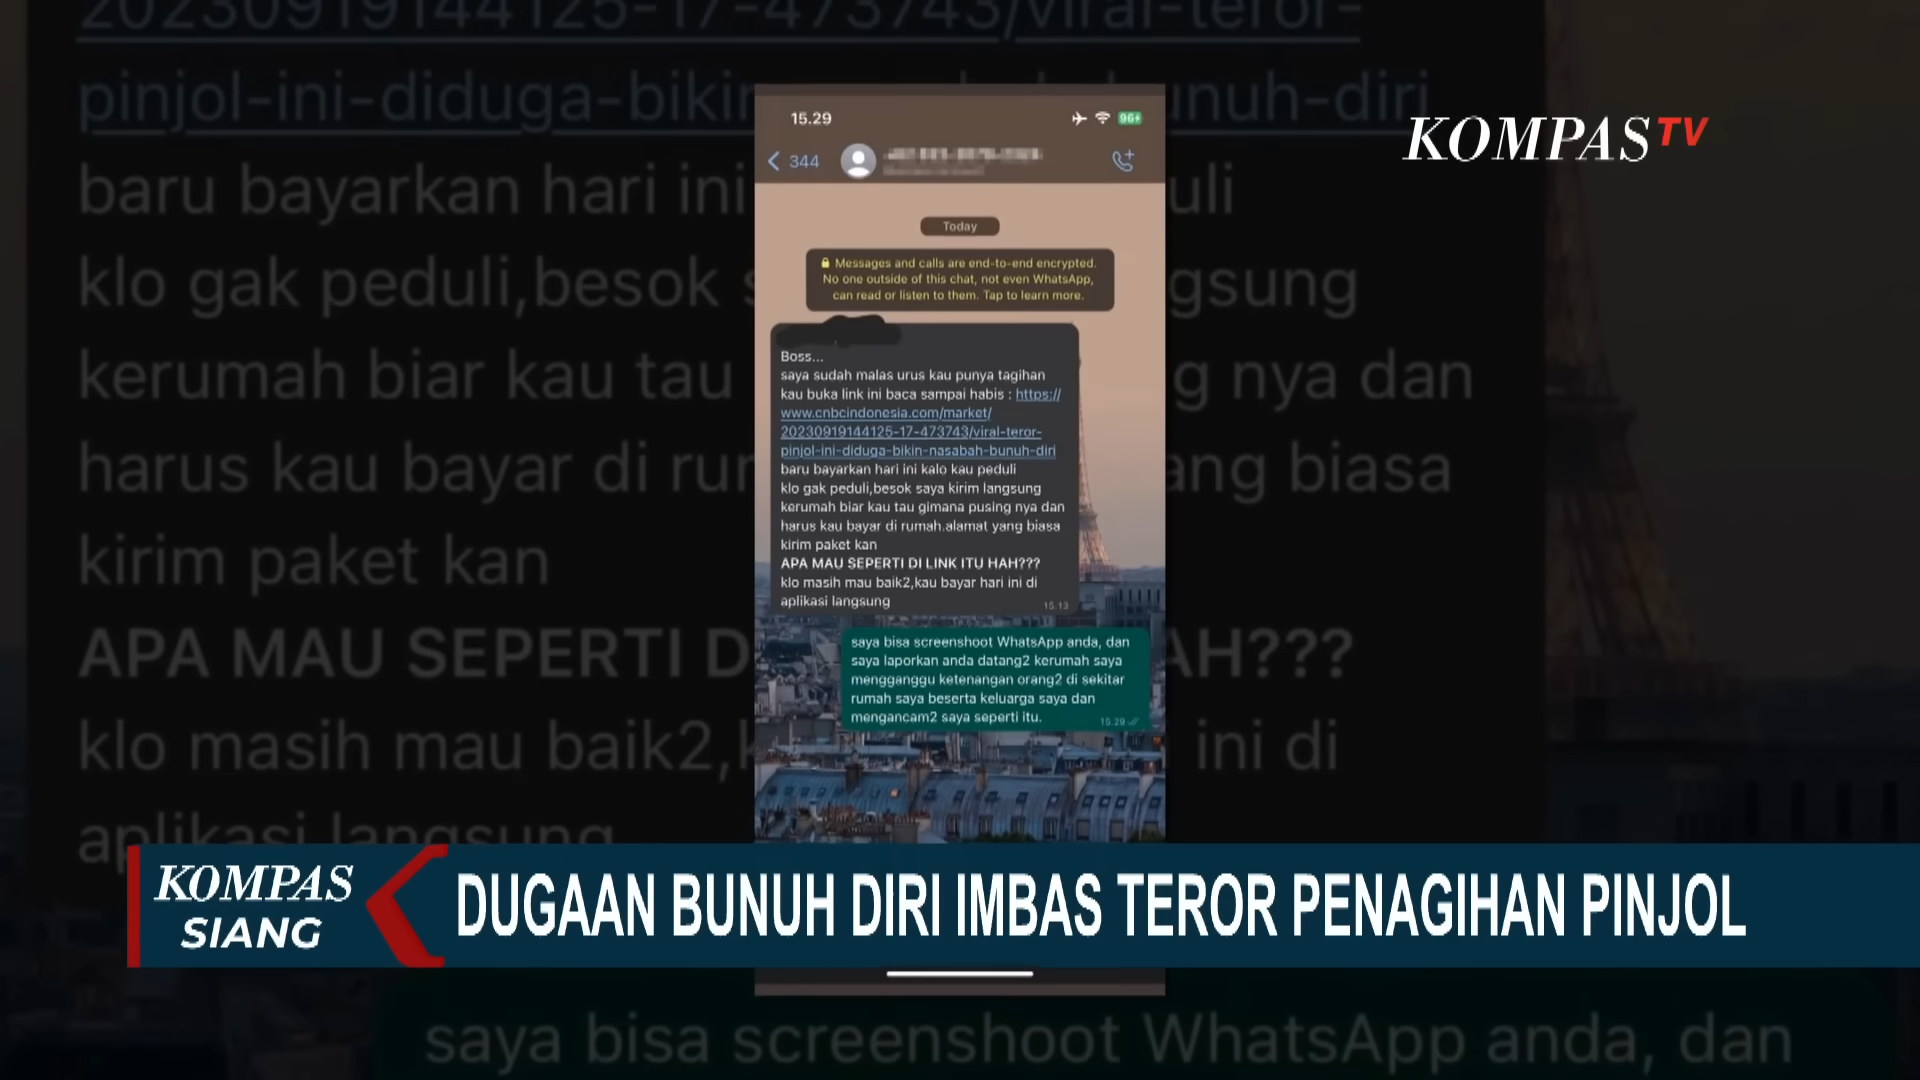 20230919144125-17-473743/viral-teror-
pinjol-ini-diduga-bikin
unuh-diri
baru bayarkan hari ini
uli
klo gak peduli,besok s
gsung
kerumah biar kau tau
g nya dan
harus kau bayar di rur
ang biasa
kirim paket kan
APA MAU SEPERTI D
AH???
klo masih mau baik2,k
ini di
aplikasi langsung
saya bisa screenshoot WhatsApp anda, dan
KOMPAS TV
15.29
96
344
Today
Messages and calls are end-to-end encrypted.
No one outside of this chat, not even WhatsApp,
can read or listen to them. Tap to learn more.
Boss...
saya sudah malas urus kau punya tagihan
kau buka link ini baca sampai habis : https://
www.cnbcindonesia.com/market/
20230919144125-17-473743/viral-teror-
pinjol-ini-diduga-bikin-nasabah-bunuh-diri
baru bayarkan hari ini kalo kau peduli
klo gak peduli,besok saya kirim langsung
kerumah biar kau tau gimana pusing nya dan
harus kau bayar di rumah.alamat yang biasa
kirim paket kan
APA MAU SEPERTI DI LINK ITU HAH???
klo masih mau baik2,kau bayar hari ini di
aplikasi langsung
15.13
saya bisa screenshoot WhatsApp anda, dan
saya laporkan anda datang2 kerumah saya
mengganggu ketenangan orang2 di sekitar
rumah saya beserta keluarga saya dan
mengancam2 saya seperti itu.
15.29
KOMPAS
SIANG
DUGAAN BUNUH DIRI IMBAS TEROR PENAGIHAN PINJOL